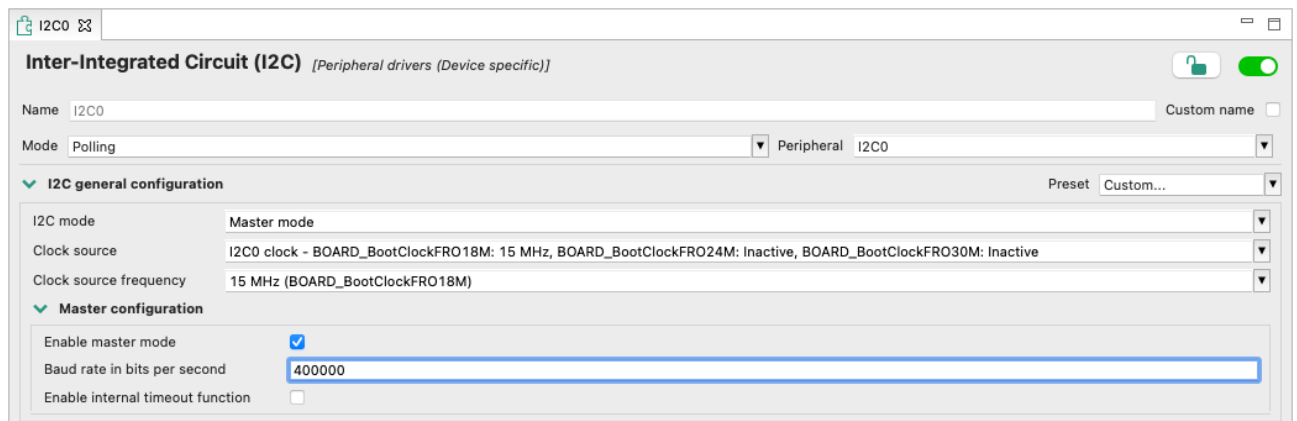 I2C0
Inter-Integrated Circuit (I2C) [Peripheral drivers (Device specific)]
Name I2C0 Custom name
Mode Polling Peripheral I2C0
I2C general configuration Preset Custom...
I2C mode Master mode
Clock source I2C0 clock - BOARD_BootClockFRO18M: 15 MHz, BOARD_BootClockFRO24M: Inactive, BOARD_BootClockFRO30M: Inactive
Clock source frequency 15 MHz (BOARD_BootClockFRO18M)
Master configuration
Enable master mode
Baud rate in bits per second 400000
Enable internal timeout function